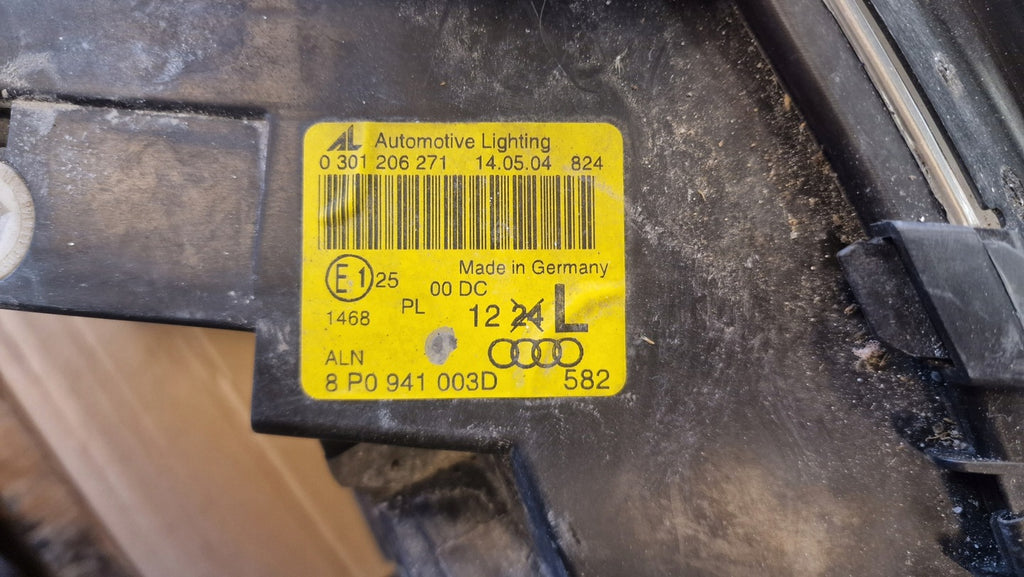 AL Automotive Lighting
0 301 206 271 14.05.04 824
Made in Germany
E1 25
00 DC
PL
1468
12 24 L
ALN
8 P0 941 003D 582